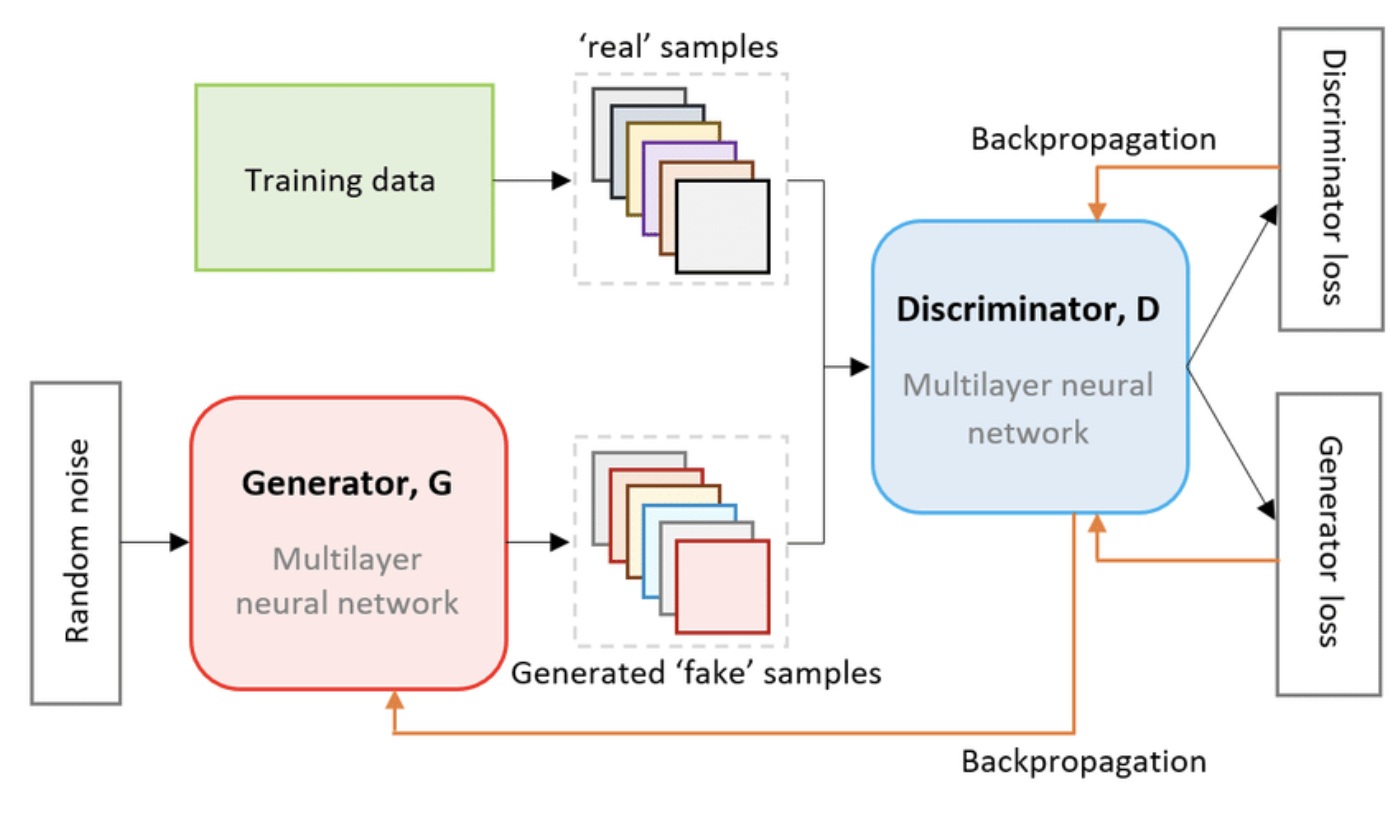 ‘real’ samples
Training data
Backpropagation
Discriminator loss
Discriminator, D
Multilayer neural
network
Random noise
Generator, G
Multilayer
neural network
Generated ‘fake’ samples
Generator loss
Backpropagation